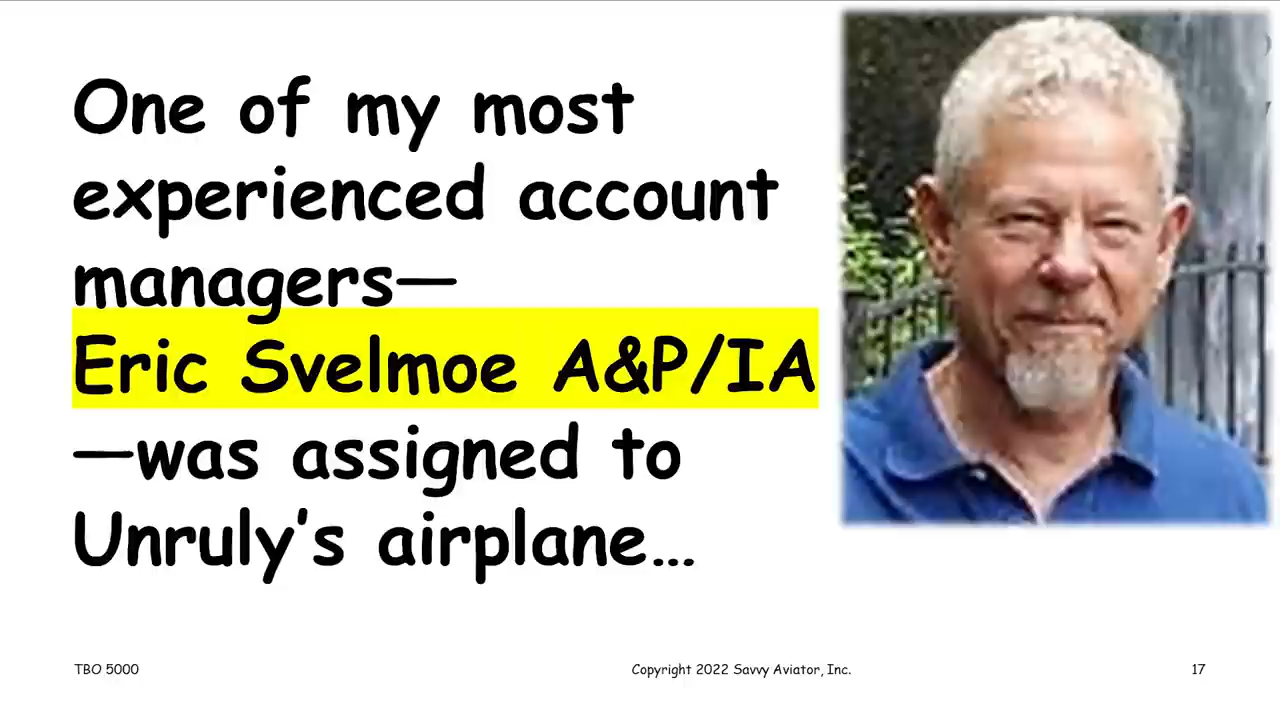 One of my most
experienced account
managers—
Eric Svelmoe A&P/IA
—was assigned to
Unruly’s airplane…
TBO 5000
Copyright 2022 Savvy Aviator, Inc.
17